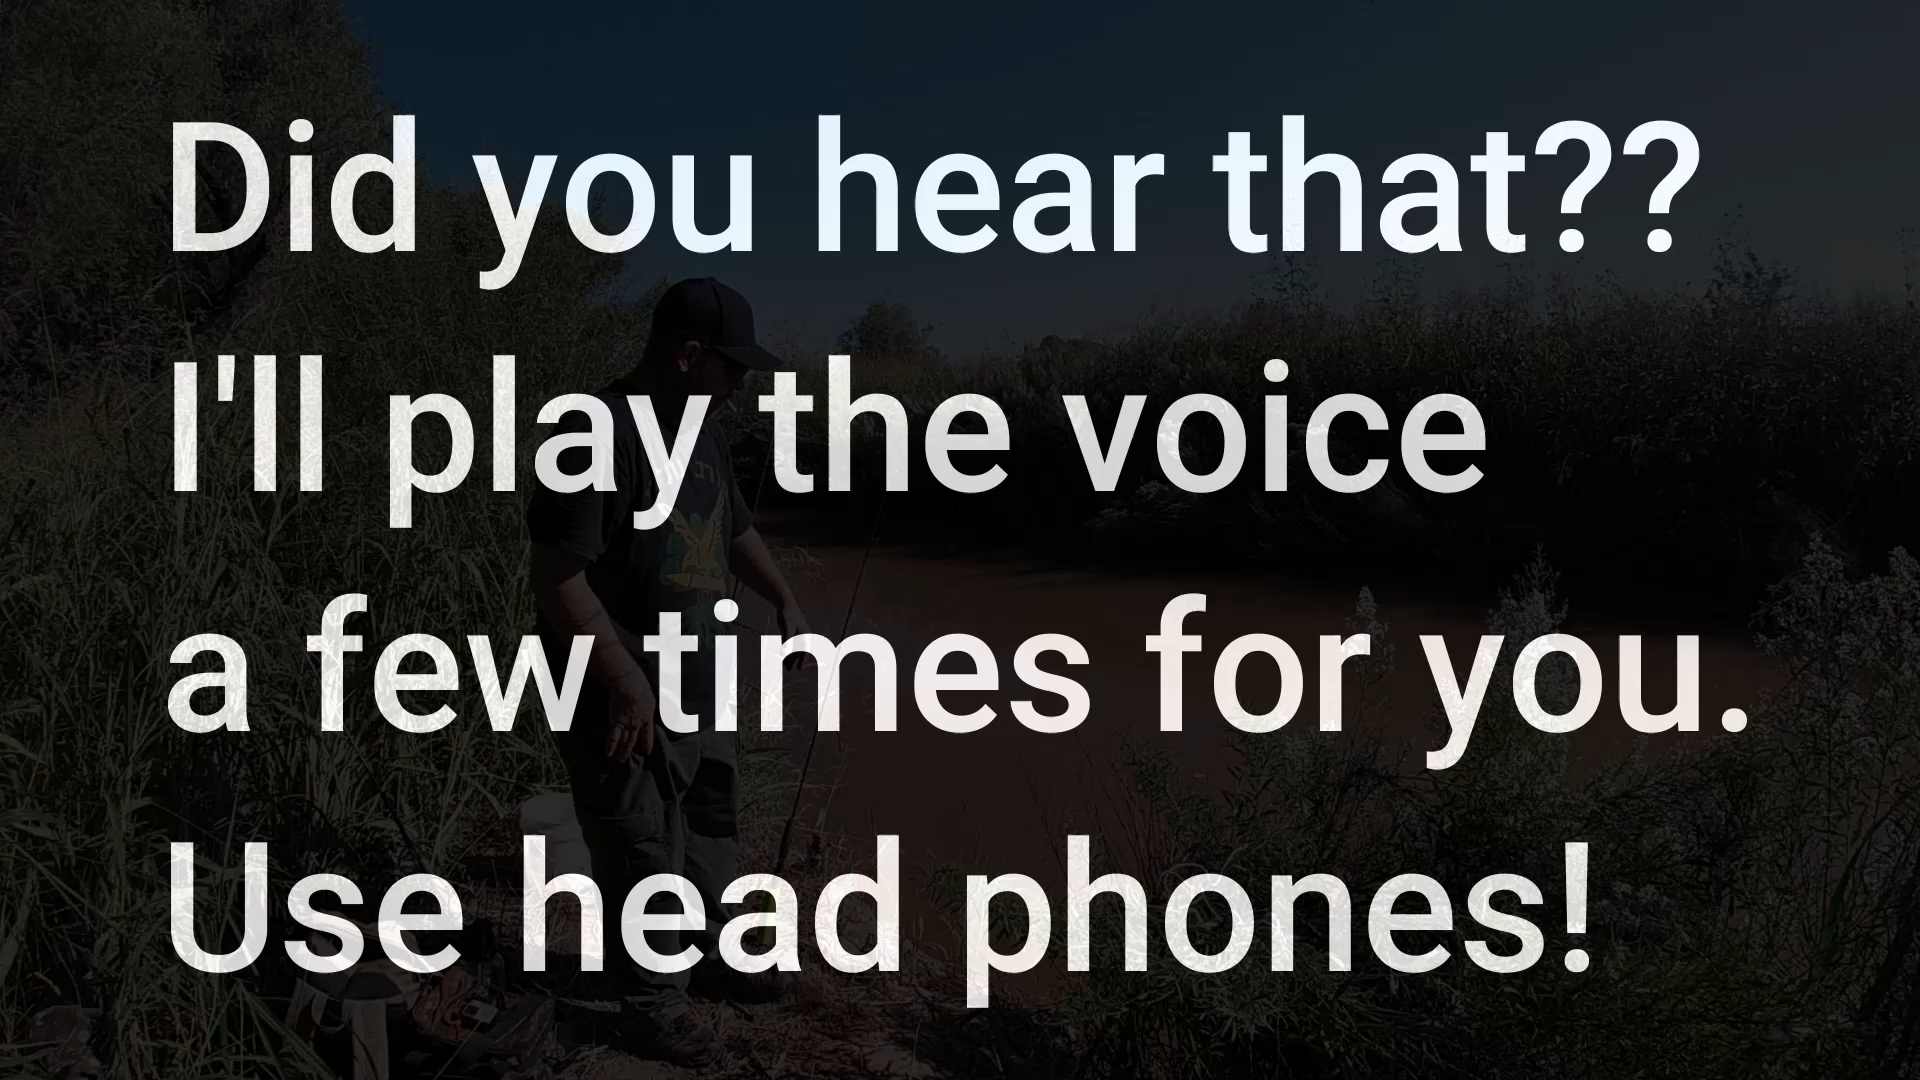 Did you hear that??
I'll play the voice
a few times for you.
Use head phones!